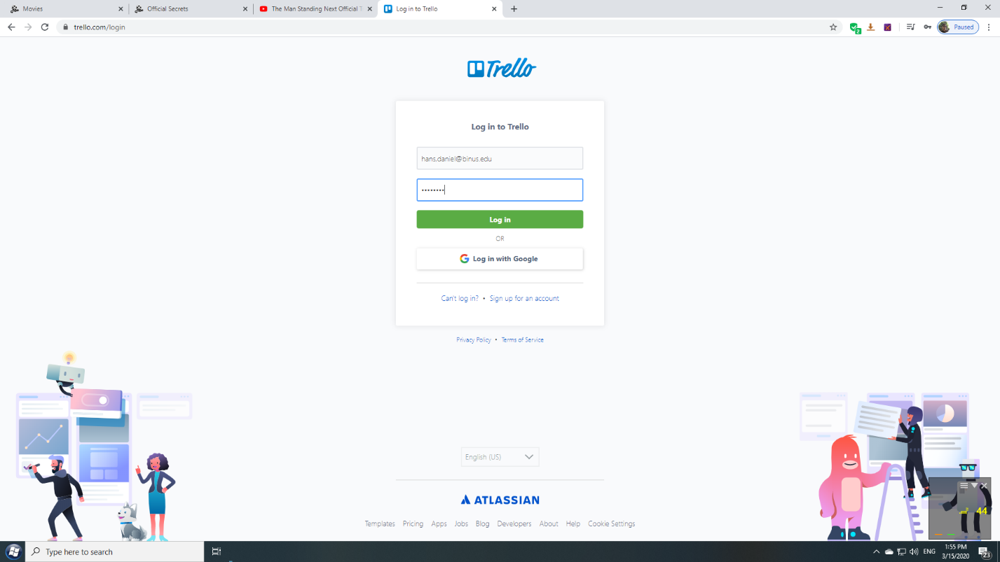 Movies
Official Secrets
The Man Standing Next Official T
Log in to Trello
trello.com/login
2
Paused
Trello
Log in to Trello
hans.daniel@binus.edu
••••••••
Log in
OR
Log in with Google
Can't log in? • Sign up for an account
Privacy Policy • Terms of Service
English (US)
ATLASSIAN
Templates Pricing Apps Jobs Blog Developers About Help Cookie Settings
44
Type here to search
ENG
1:55 PM
3/15/2020
23